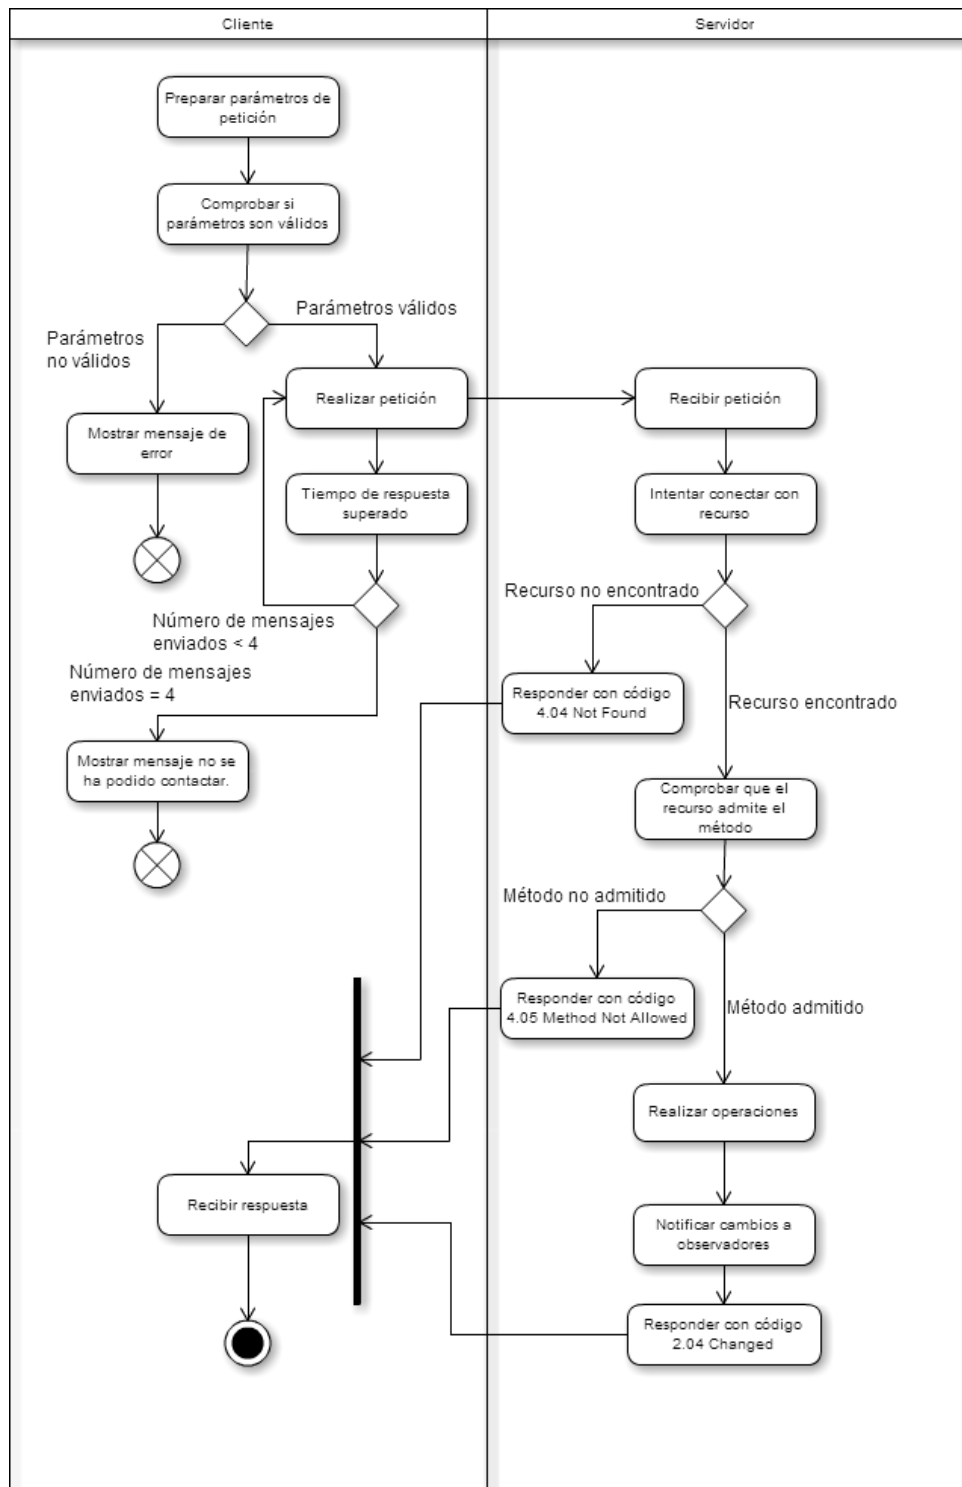 Cliente
Servidor
Preparar parámetros de
petición
Comprobar si
parámetros son válidos
Parámetros válidos
Parámetros
no válidos
Realizar petición
Recibir petición
Mostrar mensaje de
error
Tiempo de respuesta
superado
Intentar conectar con
recurso
Recurso no encontrado
Número de mensajes
enviados < 4
Número de mensajes
enviados = 4
Responder con código
4.04 Not Found
Recurso encontrado
Mostrar mensaje no se
ha podido contactar.
Comprobar que el
recurso admite el
método
Método no admitido
Responder con código
4.05 Method Not Allowed
Método admitido
Realizar operaciones
Recibir respuesta
Notificar cambios a
observadores
Responder con código
2.04 Changed